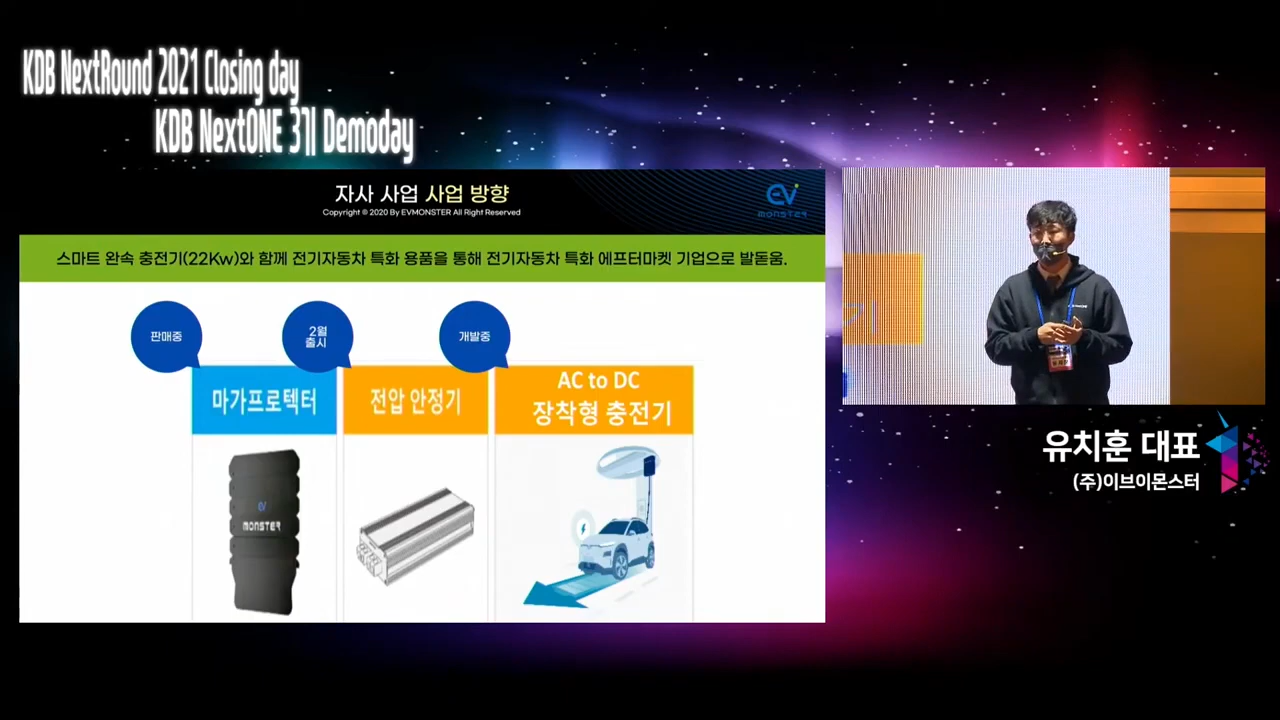 KDB NextRound 2021 Closing day
KDB NextONE 3기 Demoday
자사 사업 사업 방향
Copyright © 2020 By EVMONSTER All Right Reserved
EV
MONSTER
스마트 완속 충전기(22Kw)와 함께 전기자동차 특화 용품을 통해 전기자동차 특화 에프터마켓 기업으로 발돋움.
판매중
2월
출시
개발중
마가프로텍터
전압 안정기
AC to DC
장착형 충전기
EV
MONSTER
기
유치훈 대표
(주)이브이몬스터